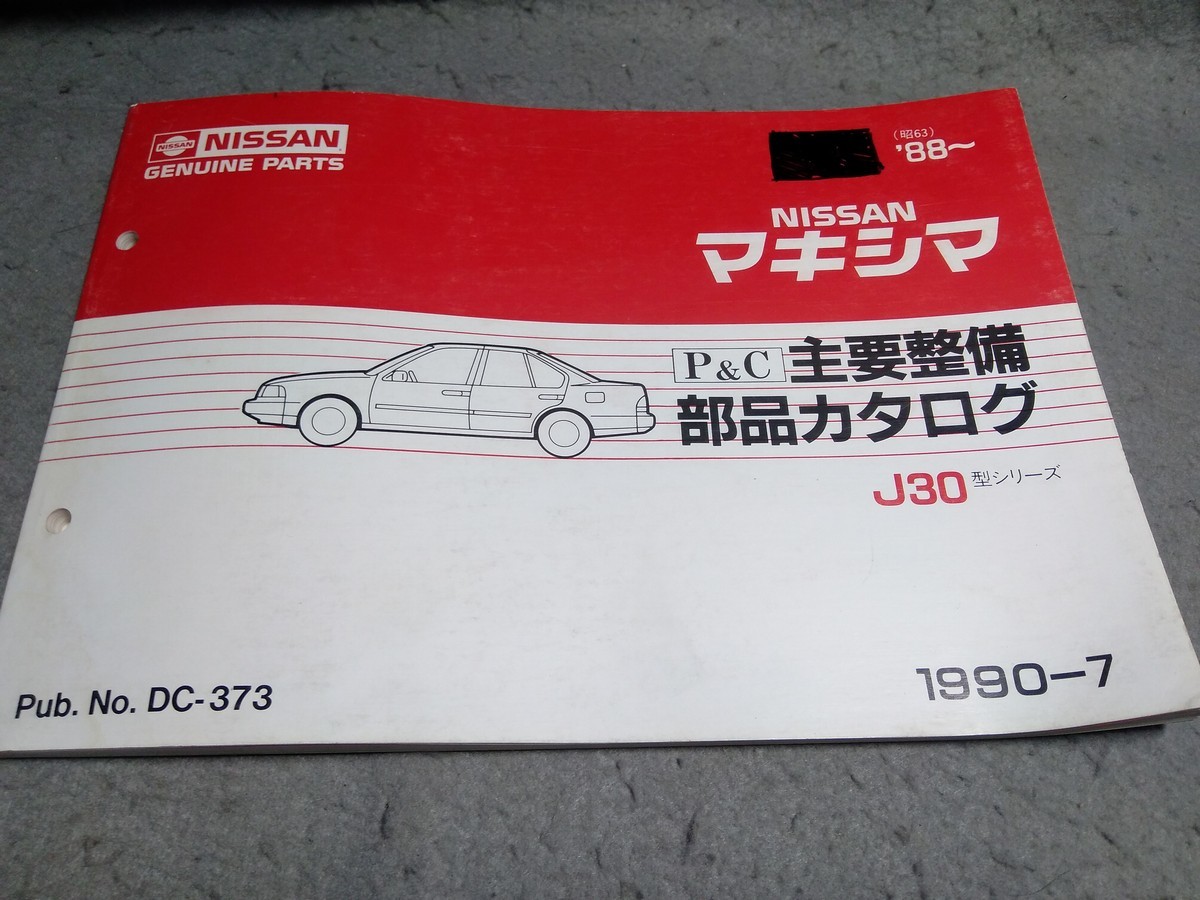 NISSAN NISSAN
GENUINE PARTS
(昭63)
'88〜
NISSAN
マキシマ
P&C 主要整備
部品カタログ
J30 型シリーズ
Pub. No. DC-373
1990-7